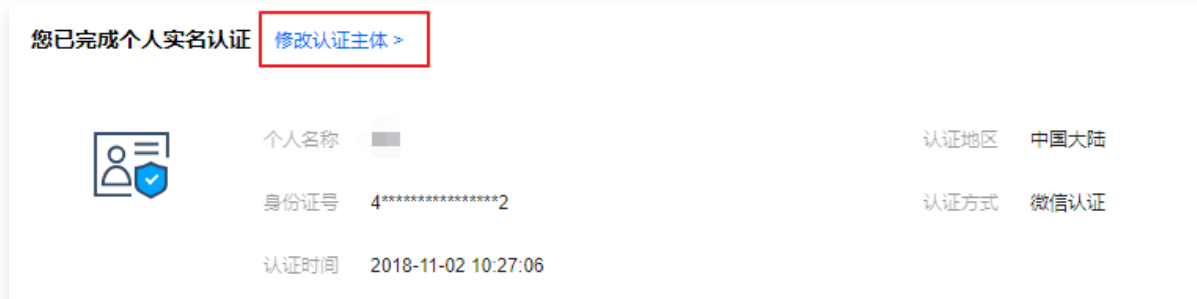 您已完成个人实名认证 修改认证主体 >
个人名称 认证地区 中国大陆
身份证号 4****************2 认证方式 微信认证
认证时间 2018-11-02 10:27:06